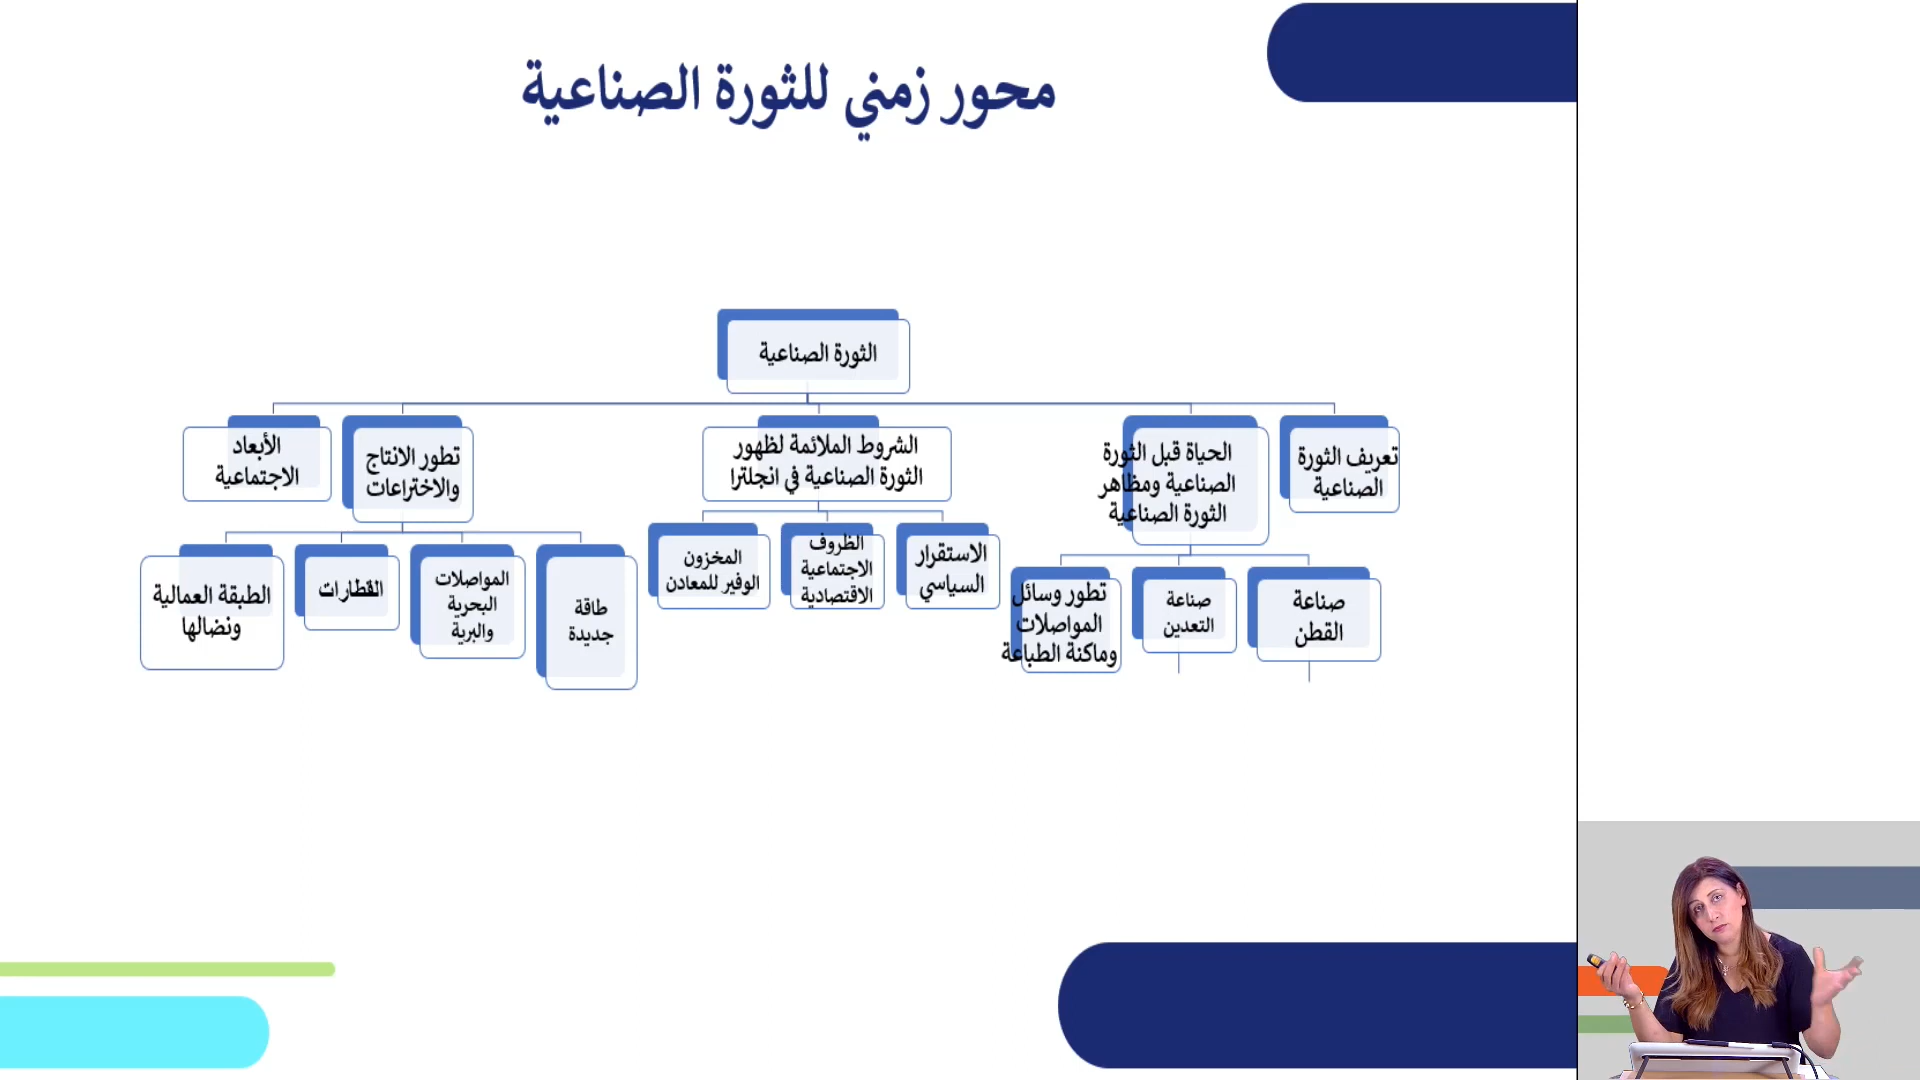 محور زمني للثورة الصناعية
الثورة الصناعية
تعريف الثورة
الصناعية
الحياة قبل الثورة
الصناعية ومظاهر
الثورة الصناعية
الشروط الملائمة لظهور
الثورة الصناعية في انجلترا
تطور الانتاج
والاختراعات
الأبعاد
الاجتماعية
صناعة
القطن
صناعة
التعدين
تطور وسائل
المواصلات
وماكنة الطباعة
الاستقرار
السياسي
الظروف
الاجتماعية
الاقتصادية
المخزون
الوفير للمعادن
طاقة
جديدة
المواصلات
البحرية
والبرية
القطارات
الطبقة العمالية
ونضالها